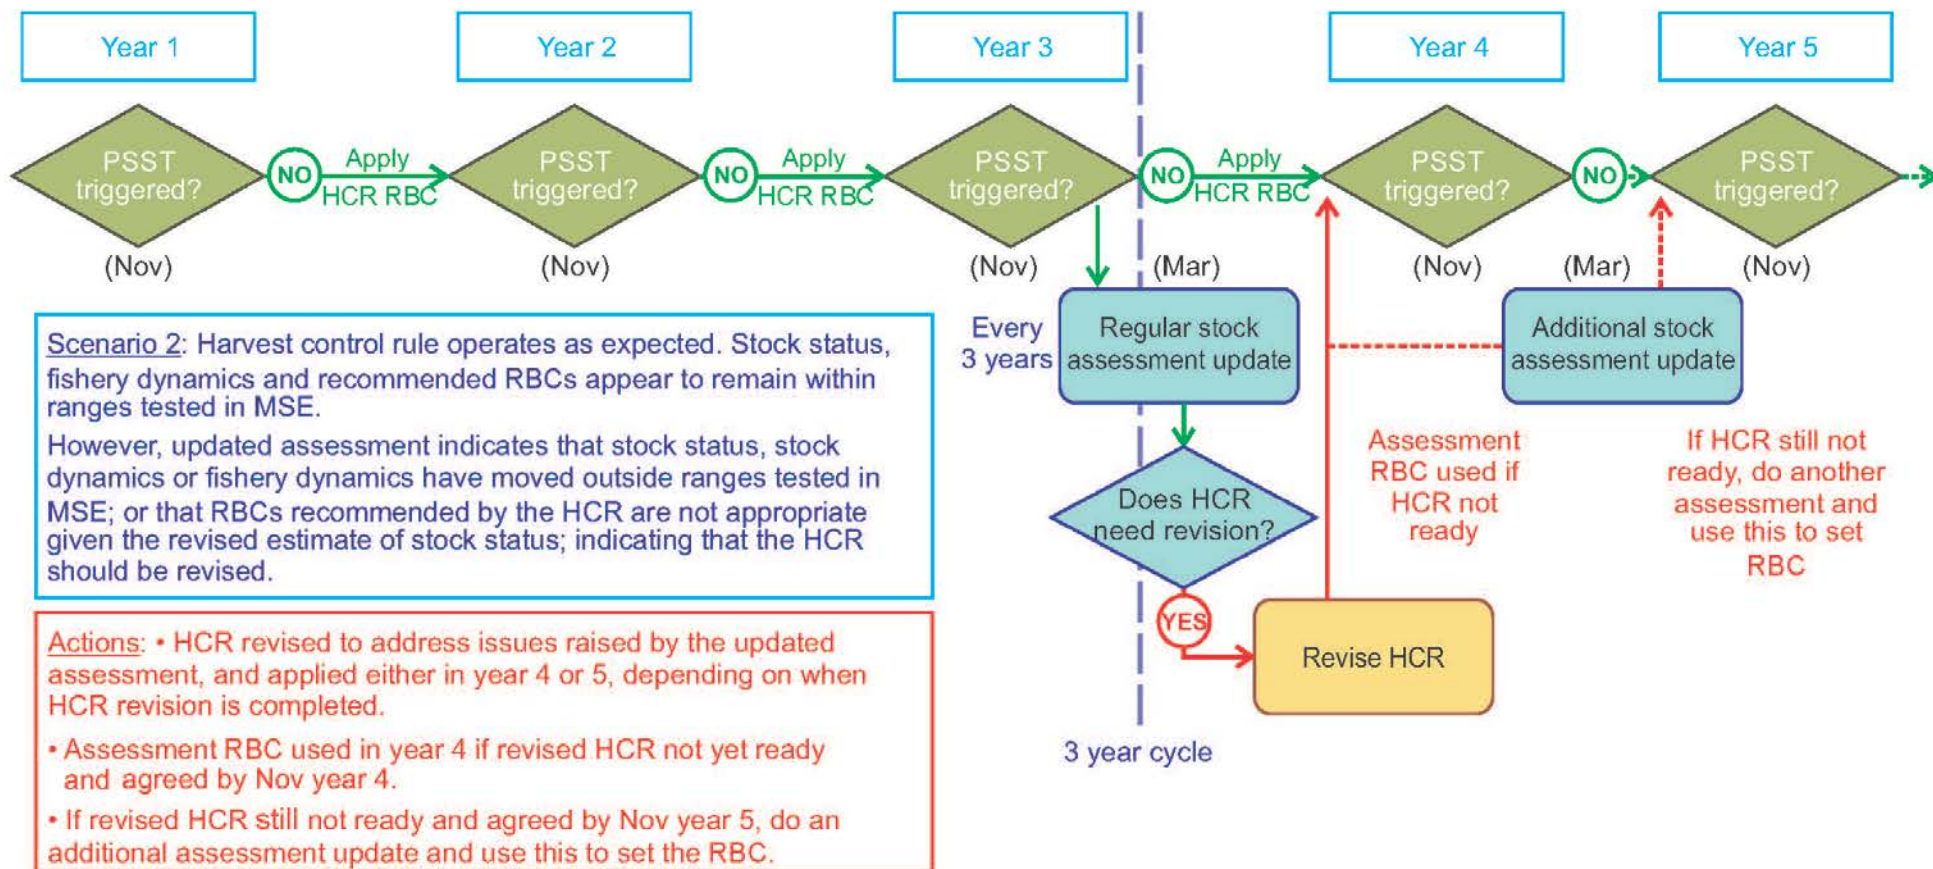 Year 1
Year 2
Year 3
Year 4
Year 5
PSST
triggered?
NO
Apply
HCR RBC
PSST
triggered?
NO
Apply
HCR RBC
PSST
triggered?
NO
Apply
HCR RBC
PSST
triggered?
NO
PSST
triggered?
(Nov)
(Nov)
(Nov)
(Mar)
(Nov)
(Mar)
(Nov)
Scenario 2: Harvest control rule operates as expected. Stock status,
fishery dynamics and recommended RBCs appear to remain within
ranges tested in MSE.
However, updated assessment indicates that stock status, stock
dynamics or fishery dynamics have moved outside ranges tested in
MSE; or that RBCs recommended by the HCR are not appropriate
given the revised estimate of stock status; indicating that the HCR
should be revised.
Every
3 years
Regular stock
assessment update
Additional stock
assessment update
Does HCR
need revision?
Assessment
RBC used if
HCR not
ready
If HCR still not
ready, do another
assessment and
use this to set
RBC
YES
Revise HCR
3 year cycle
Actions: • HCR revised to address issues raised by the updated
assessment, and applied either in year 4 or 5, depending on when
HCR revision is completed.
• Assessment RBC used in year 4 if revised HCR not yet ready
and agreed by Nov year 4.
• If revised HCR still not ready and agreed by Nov year 5, do an
additional assessment update and use this to set the RBC.